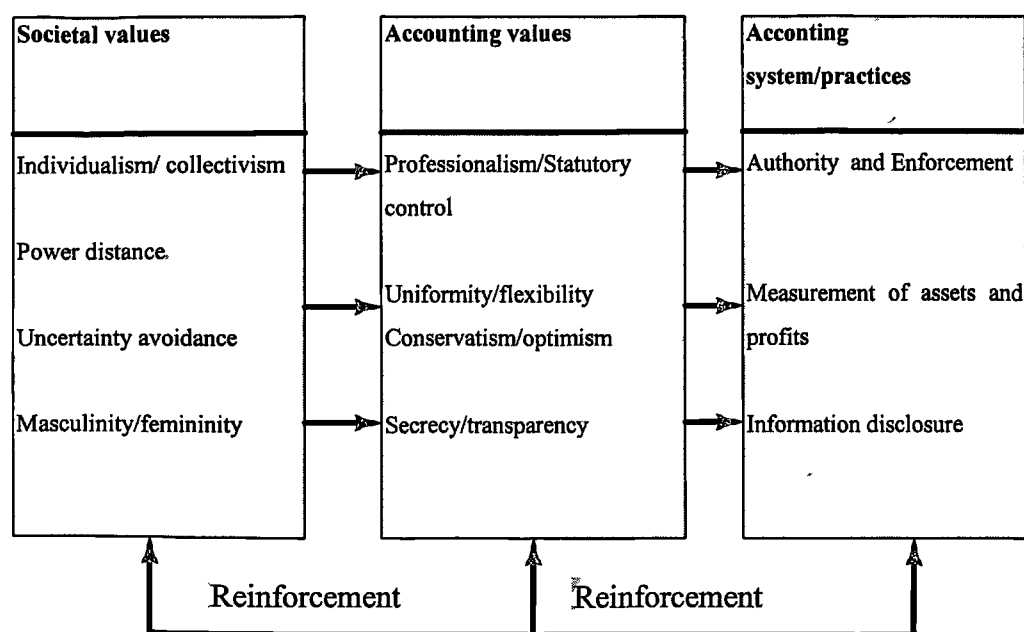 Societal values
Individualism/ collectivism
Power distance
Uncertainty avoidance
Masculinity/femininity
Accounting values
Professionalism/Statutory
control
Uniformity/flexibility
Conservatism/optimism
Secrecy/transparency
Acconting
system/practices
Authority and Enforcement
Measurement of assets and
profits
Information disclosure
Reinforcement
Reinforcement